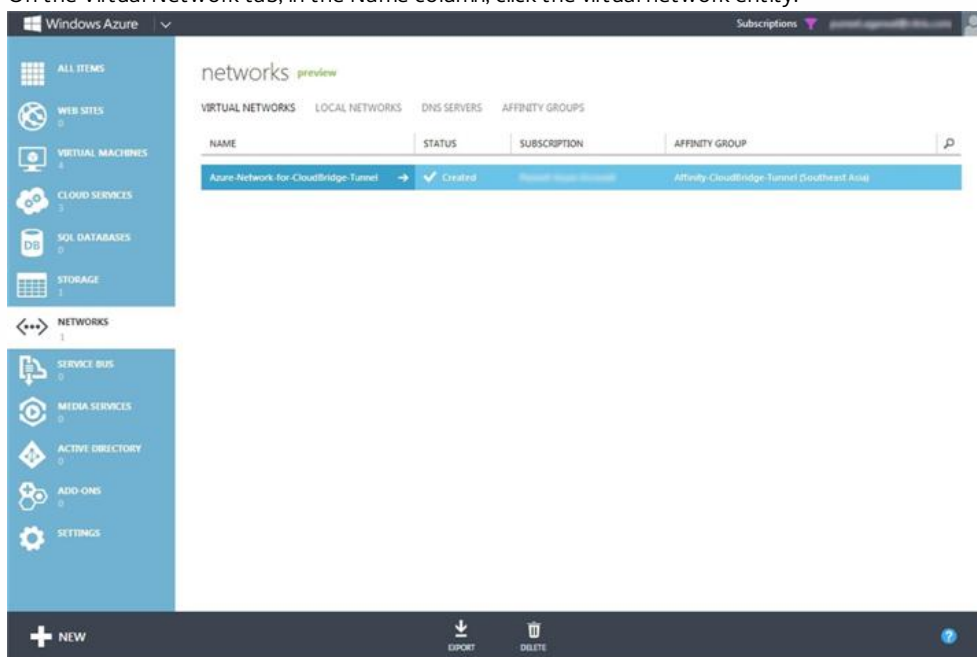 On the Virtual Network tab, in the Name column, click the virtual network entity.
Windows Azure
Subscriptions
ALL ITEMS
WEB SITES
0
VIRTUAL MACHINES
4
CLOUD SERVICES
3
SQL DATABASES
0
STORAGE
1
NETWORKS
1
SERVICE BUS
0
MEDIA SERVICES
0
ACTIVE DIRECTORY
0
ADD-ONS
0
SETTINGS
networks preview
VIRTUAL NETWORKS LOCAL NETWORKS DNS SERVERS AFFINITY GROUPS
NAME STATUS SUBSCRIPTION AFFINITY GROUP
Azure-Network-for-CloudBridge-Tunnel Created Affinity-CloudBridge-Tunnel (Southeast Asia)
NEW
EXPORT
DELETE
?